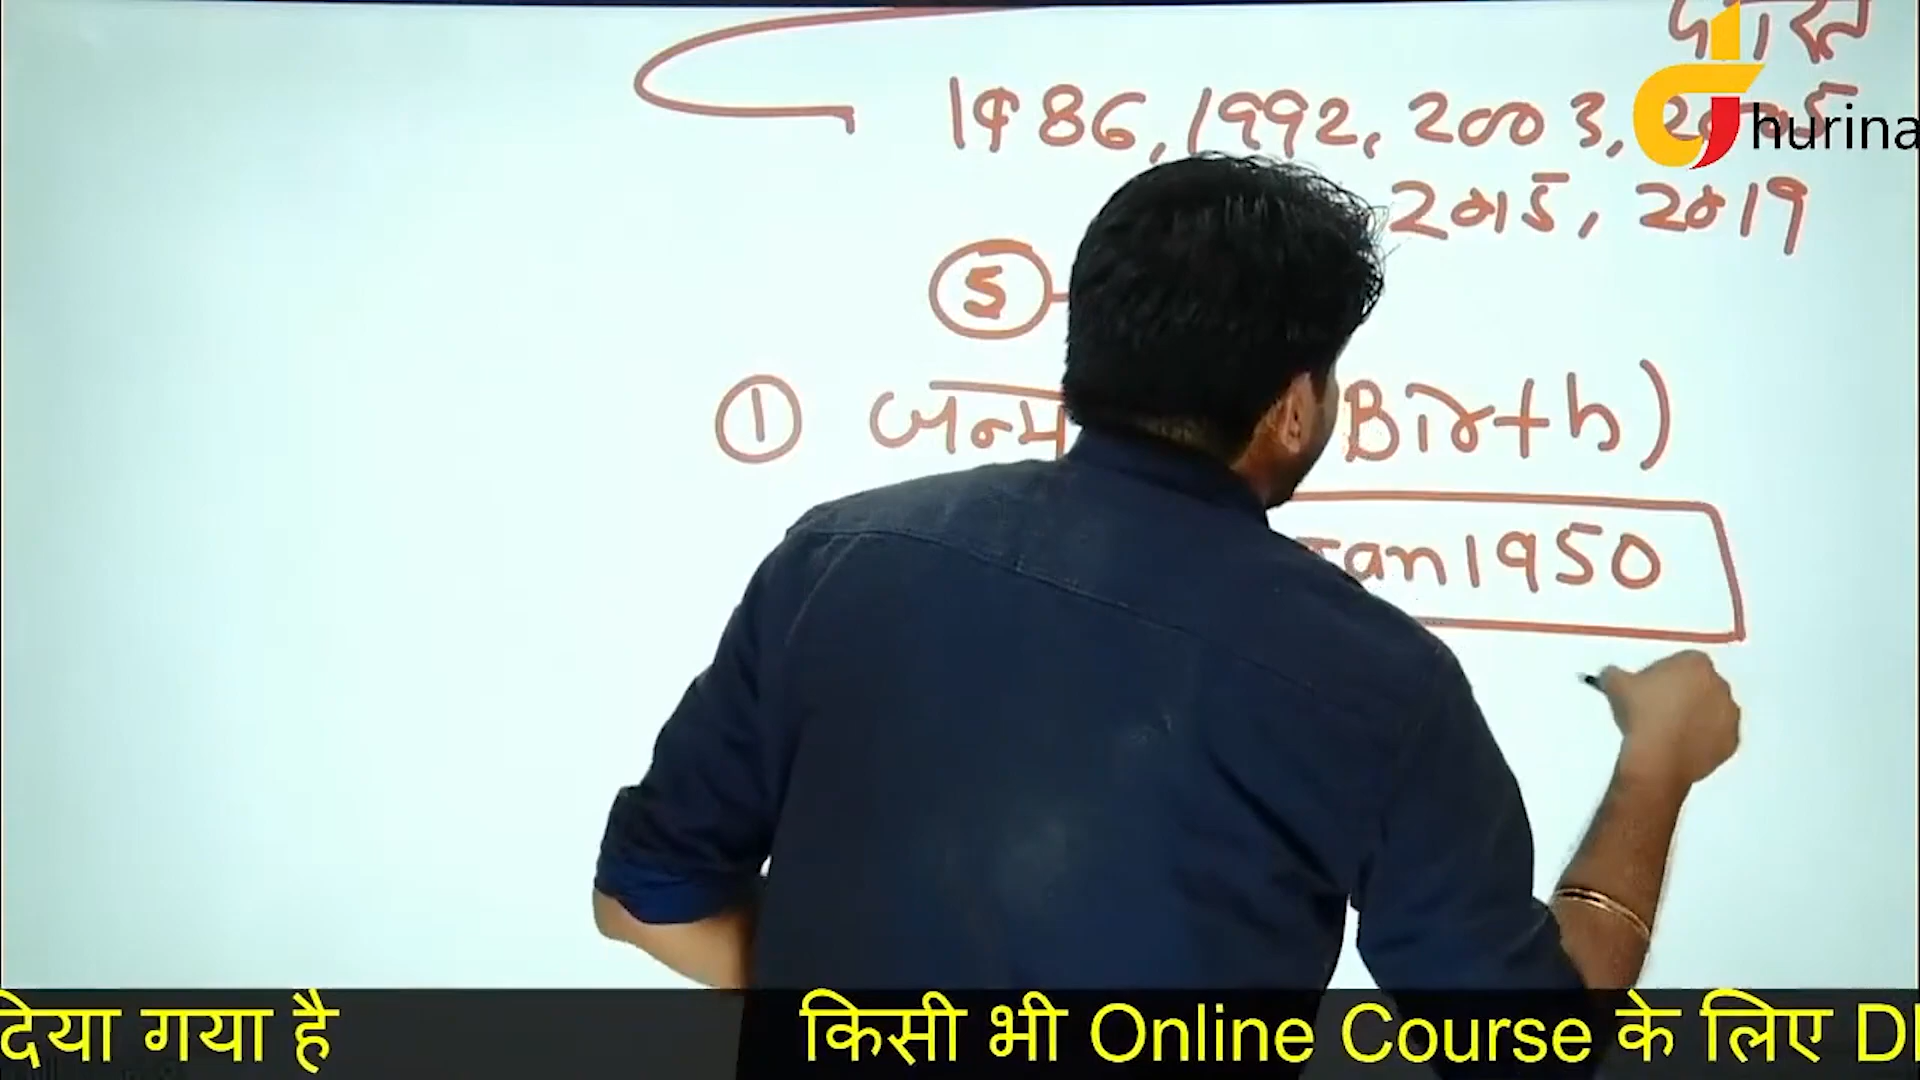 1986, 1992, 2003, 2005
hurina
2015, 2019
5
1 जन्म Birth)
Jan 1950
दिया गया है किसी भी Online Course के लिए